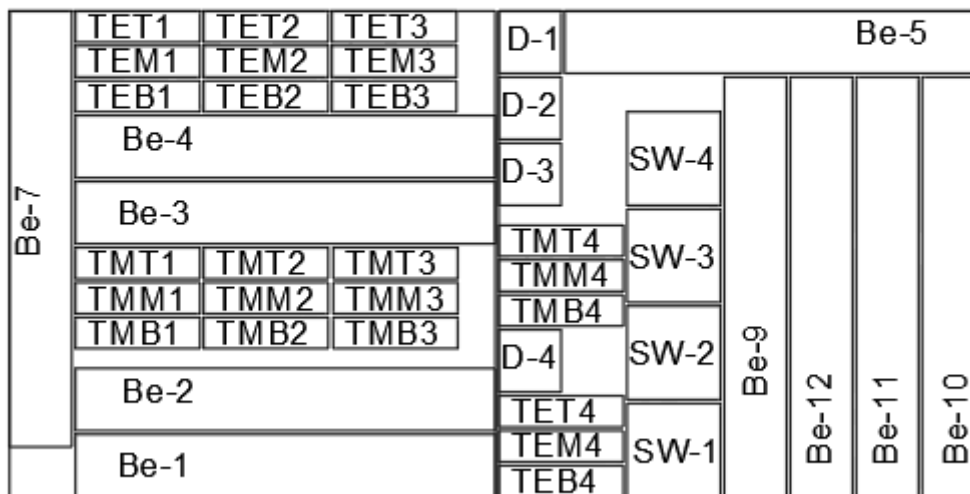 TET1 TET2 TET3 D-1 Be-5
TEM1 TEM2 TEM3
TEB1 TEB2 TEB3 D-2
Be-4
D-3 SW-4
Be-7
Be-3
TMT4
TMT1 TMT2 TMT3 SW-3
TMM4
TMM1 TMM2 TMM3
TMB4
TMB1 TMB2 TMB3
D-4 SW-2
Be-9
Be-2
TET4
Be-12 Be-11 Be-10
TEM4
Be-1 SW-1
TEB4